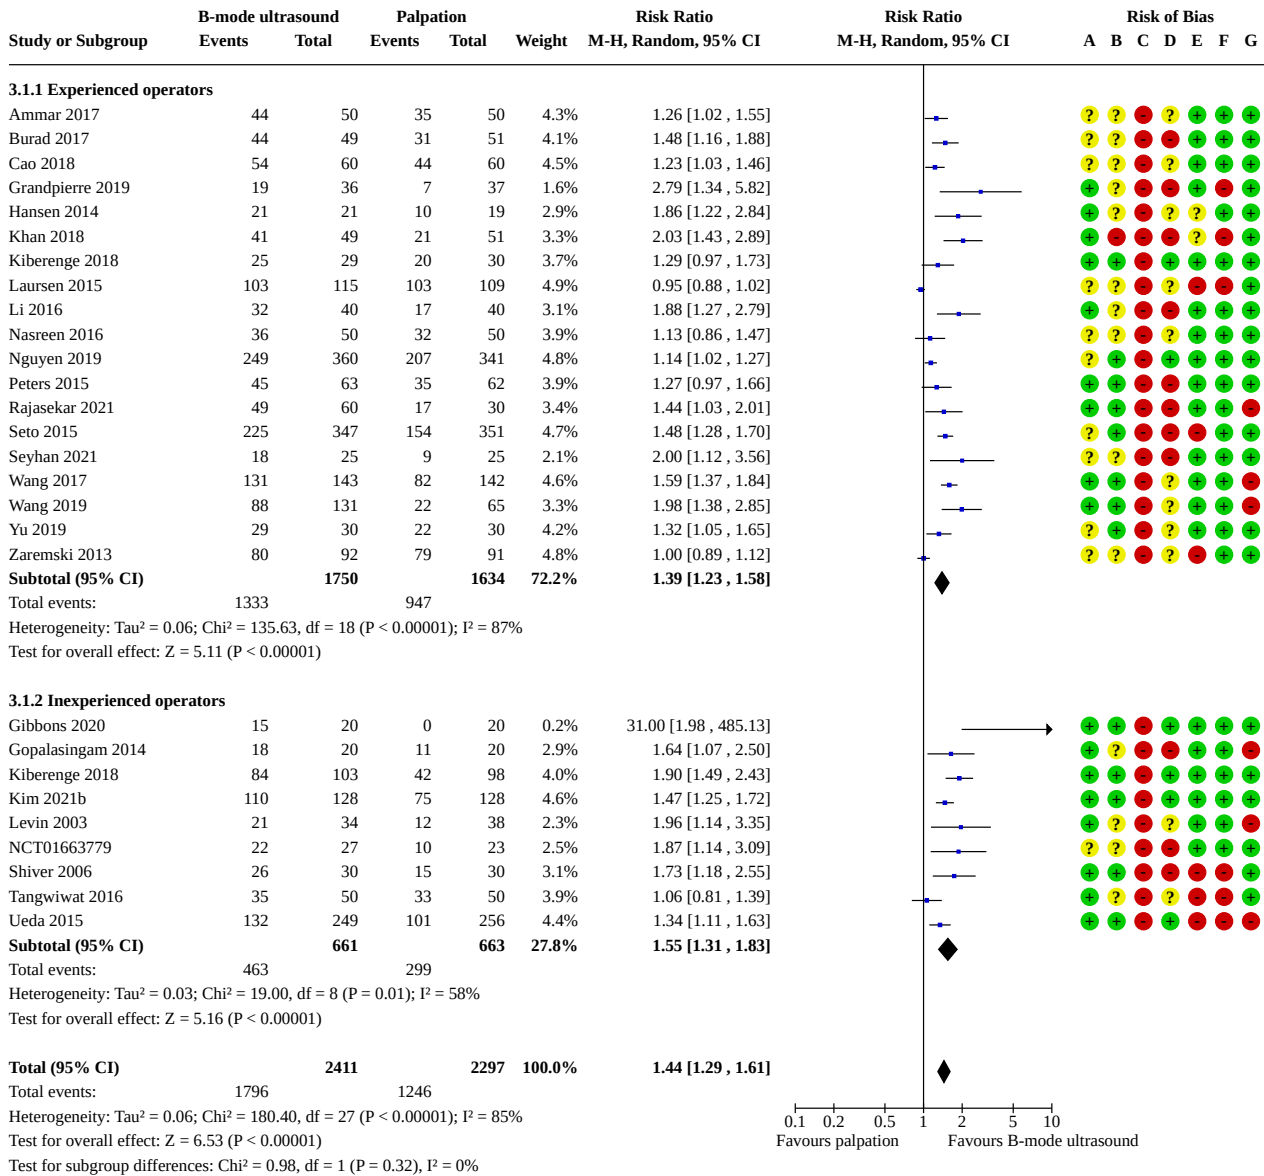 B-mode ultrasound Palpation Risk Ratio Risk Ratio Risk of Bias
Study or Subgroup Events Total Events Total Weight M-H, Random, 95% CI M-H, Random, 95% CI A B C D E F G
3.1.1 Experienced operators
Ammar 2017 44 50 35 50 4.3% 1.26 [1.02 , 1.55] ? ? - ? + + +
Burad 2017 44 49 31 51 4.1% 1.48 [1.16 , 1.88] ? ? - - + + +
Cao 2018 54 60 44 60 4.5% 1.23 [1.03 , 1.46] ? ? - ? + + +
Grandpierre 2019 19 36 7 37 1.6% 2.79 [1.34 , 5.82] + ? - - + - +
Hansen 2014 21 21 10 19 2.9% 1.86 [1.22 , 2.84] + ? - ? ? + +
Khan 2018 41 49 21 51 3.3% 2.03 [1.43 , 2.89] + - - - ? - +
Kiberenge 2018 25 29 20 30 3.7% 1.29 [0.97 , 1.73] + + - + + + +
Laursen 2015 103 115 103 109 4.9% 0.95 [0.88 , 1.02] ? ? - ? - - +
Li 2016 32 40 17 40 3.1% 1.88 [1.27 , 2.79] + ? - - + + +
Nasreen 2016 36 50 32 50 3.9% 1.13 [0.86 , 1.47] ? ? - ? + + +
Nguyen 2019 249 360 207 341 4.8% 1.14 [1.02 , 1.27] ? + - + + + +
Peters 2015 45 63 35 62 3.9% 1.27 [0.97 , 1.66] + + - - + + +
Rajasekar 2021 49 60 17 30 3.4% 1.44 [1.03 , 2.01] + + - - + + -
Seto 2015 225 347 154 351 4.7% 1.48 [1.28 , 1.70] ? + - - - + +
Seyhan 2021 18 25 9 25 2.1% 2.00 [1.12 , 3.56] ? ? - - + + +
Wang 2017 131 143 82 142 4.6% 1.59 [1.37 , 1.84] + + - ? + + -
Wang 2019 88 131 22 65 3.3% 1.98 [1.38 , 2.85] + + - ? + + -
Yu 2019 29 30 22 30 4.2% 1.32 [1.05 , 1.65] ? + - ? + + +
Zaremski 2013 80 92 79 91 4.8% 1.00 [0.89 , 1.12] ? ? - ? - + +
Subtotal (95% CI) 1750 1634 72.2% 1.39 [1.23 , 1.58]
Total events: 1333 947
Heterogeneity: Tau² = 0.06; Chi² = 135.63, df = 18 (P < 0.00001); I² = 87%
Test for overall effect: Z = 5.11 (P < 0.00001)
3.1.2 Inexperienced operators
Gibbons 2020 15 20 0 20 0.2% 31.00 [1.98 , 485.13] + + - + + + +
Gopalasingam 2014 18 20 11 20 2.9% 1.64 [1.07 , 2.50] + ? - - + + -
Kiberenge 2018 84 103 42 98 4.0% 1.90 [1.49 , 2.43] + + - + + + +
Kim 2021b 110 128 75 128 4.6% 1.47 [1.25 , 1.72] + + - + + + +
Levin 2003 21 34 12 38 2.3% 1.96 [1.14 , 3.35] + ? - ? + + -
NCT01663779 22 27 10 23 2.5% 1.87 [1.14 , 3.09] ? ? - - + + +
Shiver 2006 26 30 15 30 3.1% 1.73 [1.18 , 2.55] + + - - - - +
Tangwiwat 2016 35 50 33 50 3.9% 1.06 [0.81 , 1.39] + ? - ? - - +
Ueda 2015 132 249 101 256 4.4% 1.34 [1.11 , 1.63] + + - + - - -
Subtotal (95% CI) 661 663 27.8% 1.55 [1.31 , 1.83]
Total events: 463 299
Heterogeneity: Tau² = 0.03; Chi² = 19.00, df = 8 (P = 0.01); I² = 58%
Test for overall effect: Z = 5.16 (P < 0.00001)
Total (95% CI) 2411 2297 100.0% 1.44 [1.29 , 1.61]
Total events: 1796 1246
Heterogeneity: Tau² = 0.06; Chi² = 180.40, df = 27 (P < 0.00001); I² = 85%
0.1 0.2 0.5 1 2 5 10
Test for overall effect: Z = 6.53 (P < 0.00001)
Favours palpation Favours B-mode ultrasound
Test for subgroup differences: Chi² = 0.98, df = 1 (P = 0.32), I² = 0%